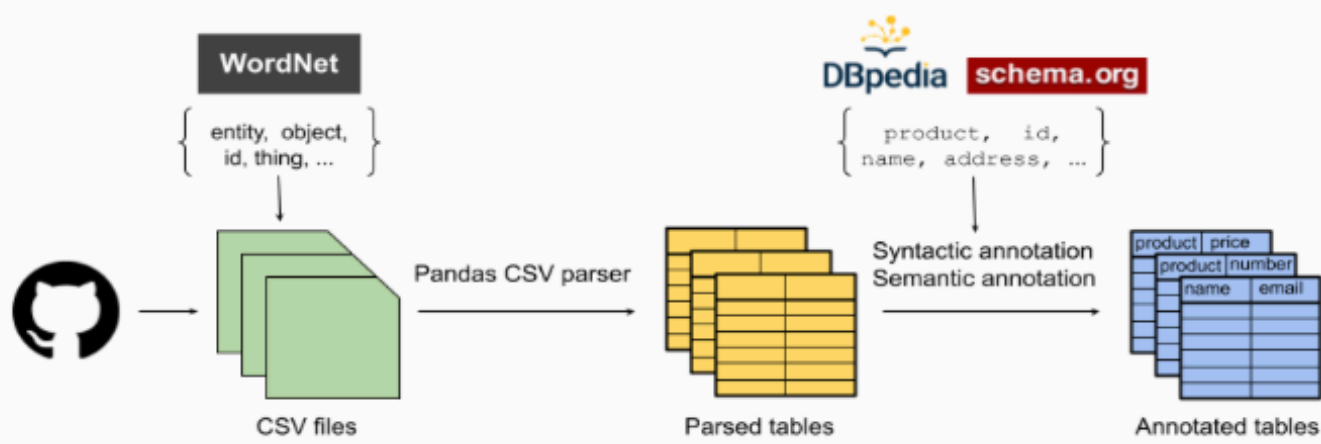 WordNet
entity, object,
id, thing, ...
DBpedia
schema.org
product, id,
name, address, ...
Pandas CSV parser
Syntactic annotation
Semantic annotation
product price
product number
name email
CSV files
Parsed tables
Annotated tables